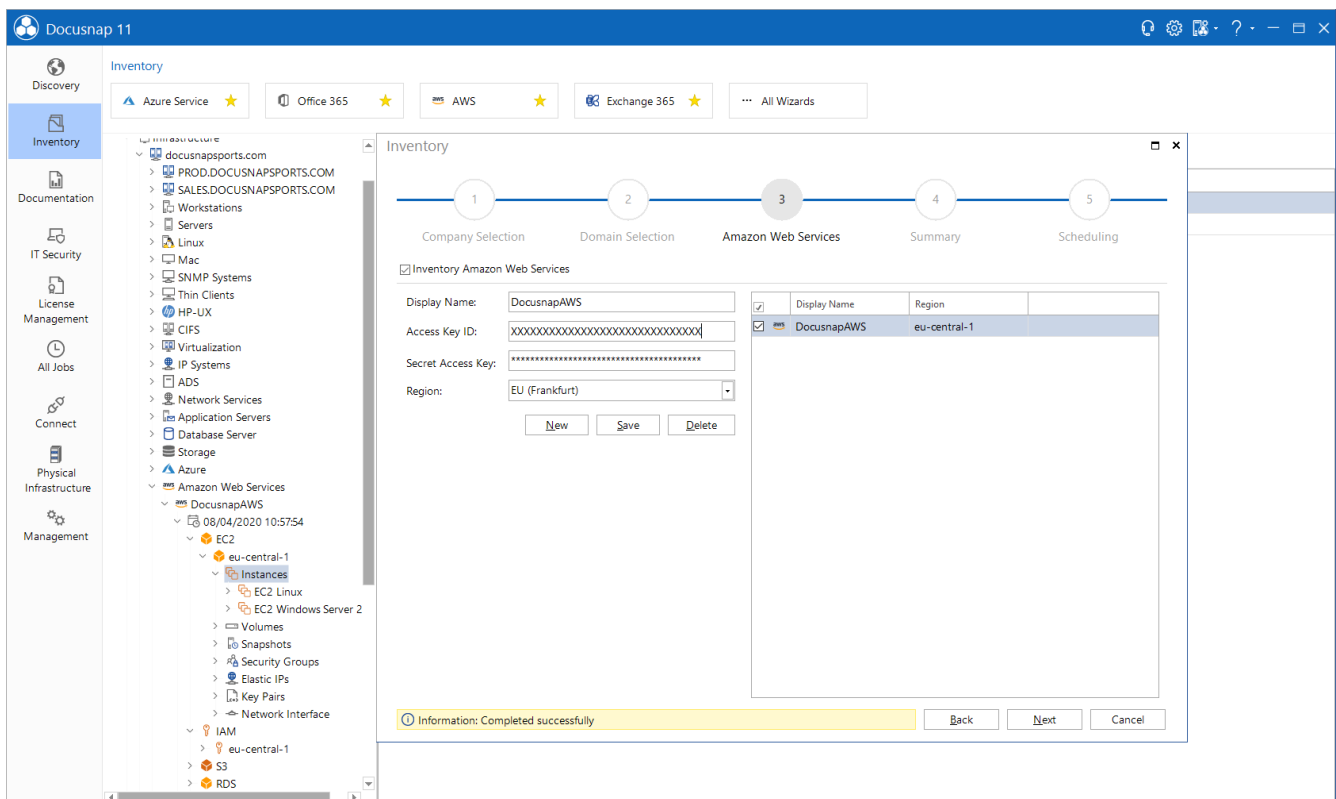 Docusnap 11
Discovery
Inventory
Documentation
IT Security
License
Management
All Jobs
Connect
Physical
Infrastructure
Management
Inventory
Azure Service
Office 365
aws AWS
Exchange 365
··· All Wizards
Infrastructure
docusnapsports.com
PROD.DOCUSNAPSPORTS.COM
SALES.DOCUSNAPSPORTS.COM
Workstations
Servers
Linux
Mac
SNMP Systems
Thin Clients
HP-UX
CIFS
Virtualization
IP Systems
ADS
Network Services
Application Servers
Database Server
Storage
Azure
aws Amazon Web Services
aws DocusnapAWS
08/04/2020 10:57:54
EC2
eu-central-1
Instances
EC2 Linux
EC2 Windows Server 2
Volumes
Snapshots
Security Groups
Elastic IPs
Key Pairs
Network Interface
IAM
eu-central-1
S3
RDS
Inventory
1
2
3
4
5
Company Selection
Domain Selection
Amazon Web Services
Summary
Scheduling
Inventory Amazon Web Services
Display Name: DocusnapAWS
Access Key ID: XXXXXXXXXXXXXXXXXXXXXXXXXXXXXXX
Secret Access Key: ***************************************
Region: EU (Frankfurt)
New Save Delete
Display Name Region
aws DocusnapAWS eu-central-1
Information: Completed successfully
Back Next Cancel